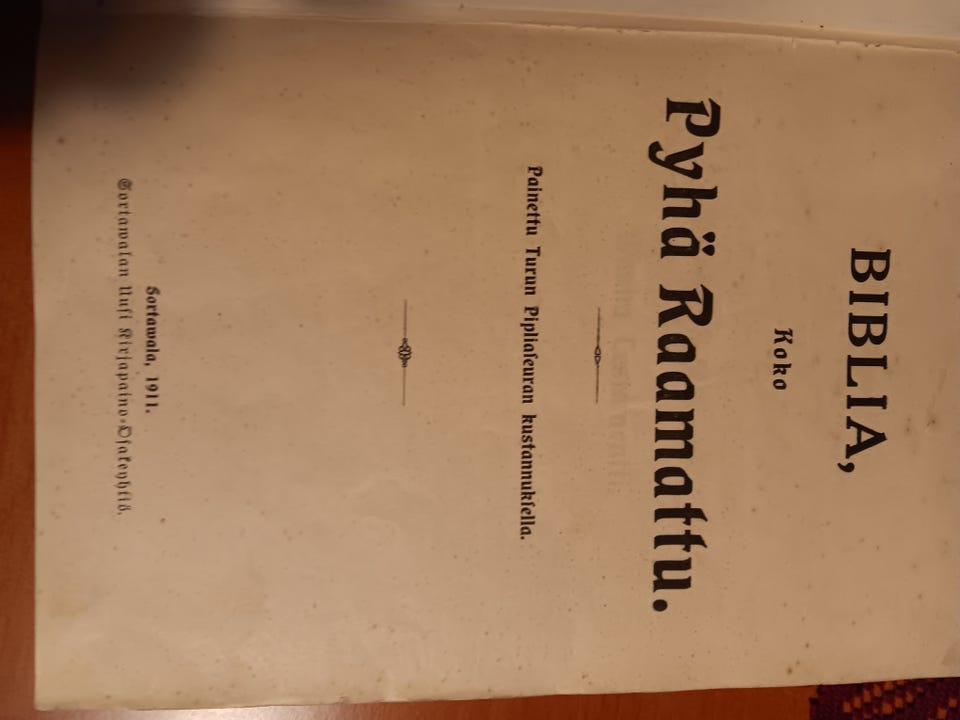 BIBLIA,
Koko
Pyhä Raamattu.
Painettu Turun Pipliaſeuran kustannukſella.
Sortawala, 1911.
Sortawalan Uuſi Kirjapaino-Oſakeyhtiö.